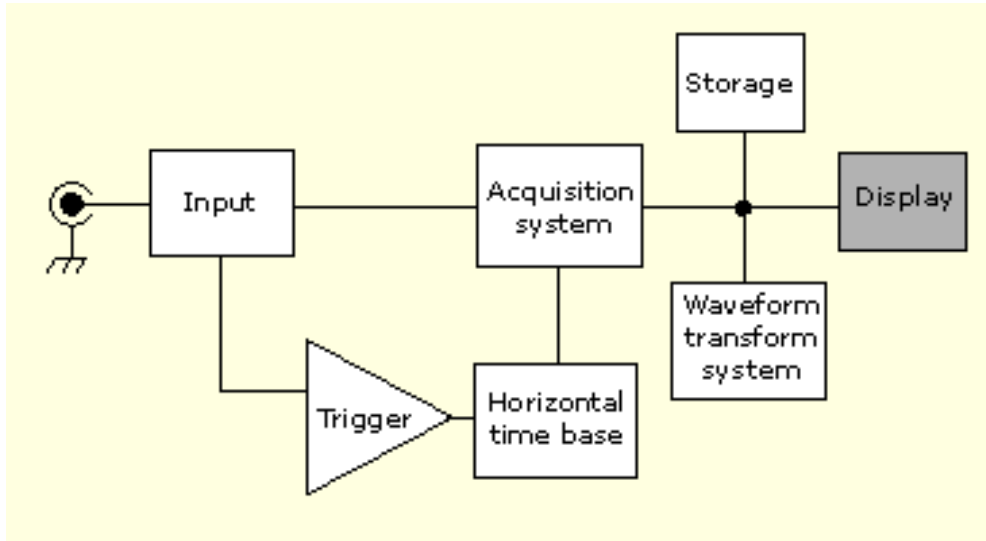 Storage
Input
Acquisition
system
Display
Waveform
transform
system
Trigger
Horizontal
time base